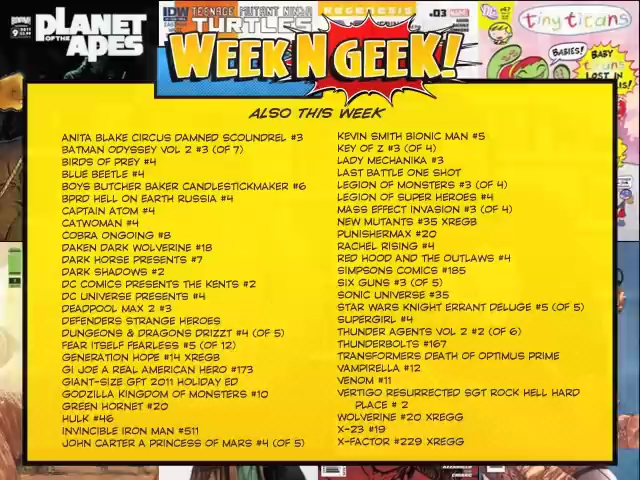 PLANET
OF THE
APES
IDW
TEENAGE MUTANT NINJA
TURTLES
REGENESIS
.03
tiny titans
BABIES!
BABY
LOST IN
WEEK N GEEK!
ALSO THIS WEEK
ANITA BLAKE CIRCUS DAMNED SCOUNDREL #3
BATMAN ODYSSEY VOL 2 #3 (OF 7)
BIRDS OF PREY #4
BLUE BEETLE #4
BOYS BUTCHER BAKER CANDLESTICKMAKER #6
BPRD HELL ON EARTH RUSSIA #4
CAPTAIN ATOM #4
CATWOMAN #4
COBRA ONGOING #8
DAKEN DARK WOLVERINE #18
DARK HORSE PRESENTS #7
DARK SHADOWS #2
DC COMICS PRESENTS THE KENTS #2
DC UNIVERSE PRESENTS #4
DEADPOOL MAX 2 #3
DEFENDERS STRANGE HEROES
DUNGEONS & DRAGONS DRIZZT #4 (OF 5)
FEAR ITSELF FEARLESS #5 (OF 12)
GENERATION HOPE #14 XREGB
GI JOE A REAL AMERICAN HERO #173
GIANT-SIZE GPT 2011 HOLIDAY ED
GODZILLA KINGDOM OF MONSTERS #10
GREEN HORNET #20
HULK #46
INVINCIBLE IRON MAN #511
JOHN CARTER A PRINCESS OF MARS #4 (OF 5)
KEVIN SMITH BIONIC MAN #5
KEY OF Z #3 (OF 4)
LADY MECHANIKA #3
LAST BATTLE ONE SHOT
LEGION OF MONSTERS #3 (OF 4)
LEGION OF SUPER HEROES #4
MASS EFFECT INVASION #3 (OF 4)
NEW MUTANTS #35 XREGB
PUNISHERMAX #20
RACHEL RISING #4
RED HOOD AND THE OUTLAWS #4
SIMPSONS COMICS #185
SIX GUNS #3 (OF 5)
SONIC UNIVERSE #35
STAR WARS KNIGHT ERRANT DELUGE #5 (OF 5)
SUPERGIRL #4
THUNDER AGENTS VOL 2 #2 (OF 6)
THUNDERBOLTS #167
TRANSFORMERS DEATH OF OPTIMUS PRIME
VAMPIRELLA #12
VENOM #11
VERTIGO RESURRECTED SGT ROCK HELL HARD
PLACE # 2
WOLVERINE #20 XREGG
X-23 #19
X-FACTOR #229 XREGG